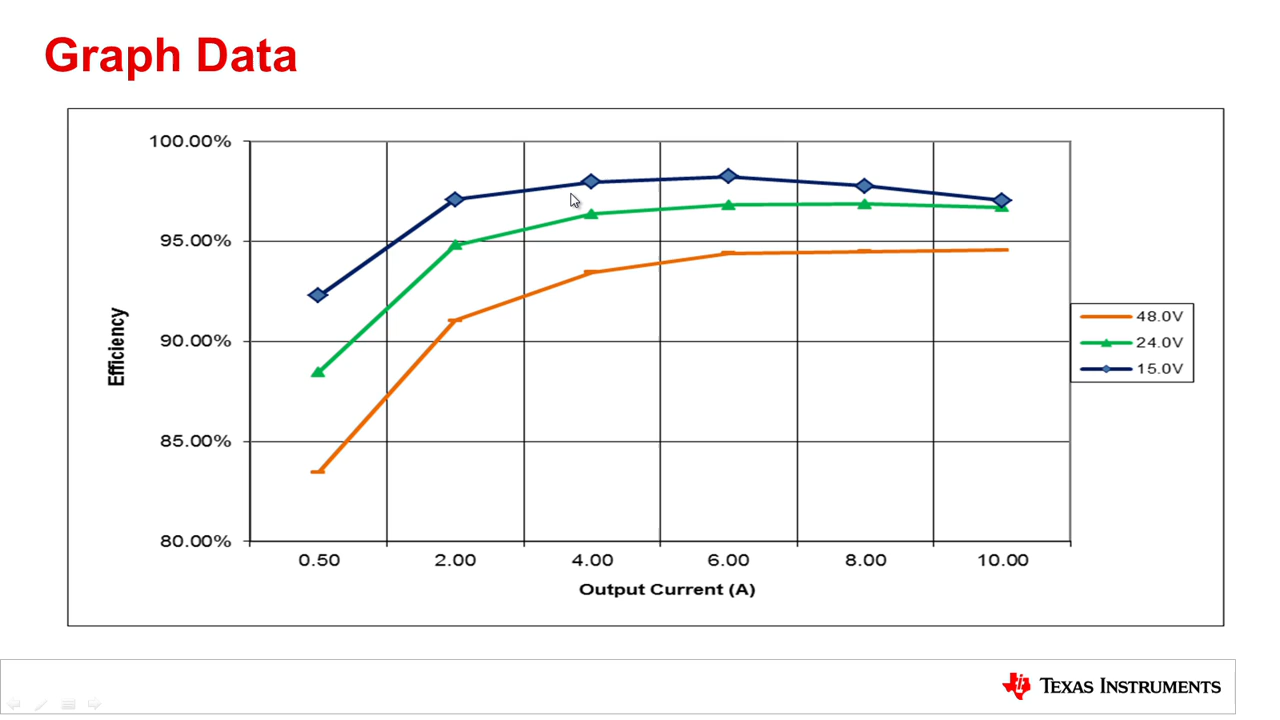 Graph Data
100.00%
95.00%
90.00%
85.00%
80.00%
Efficiency
0.50 2.00 4.00 6.00 8.00 10.00
Output Current (A)
48.0V
24.0V
15.0V
TEXAS INSTRUMENTS